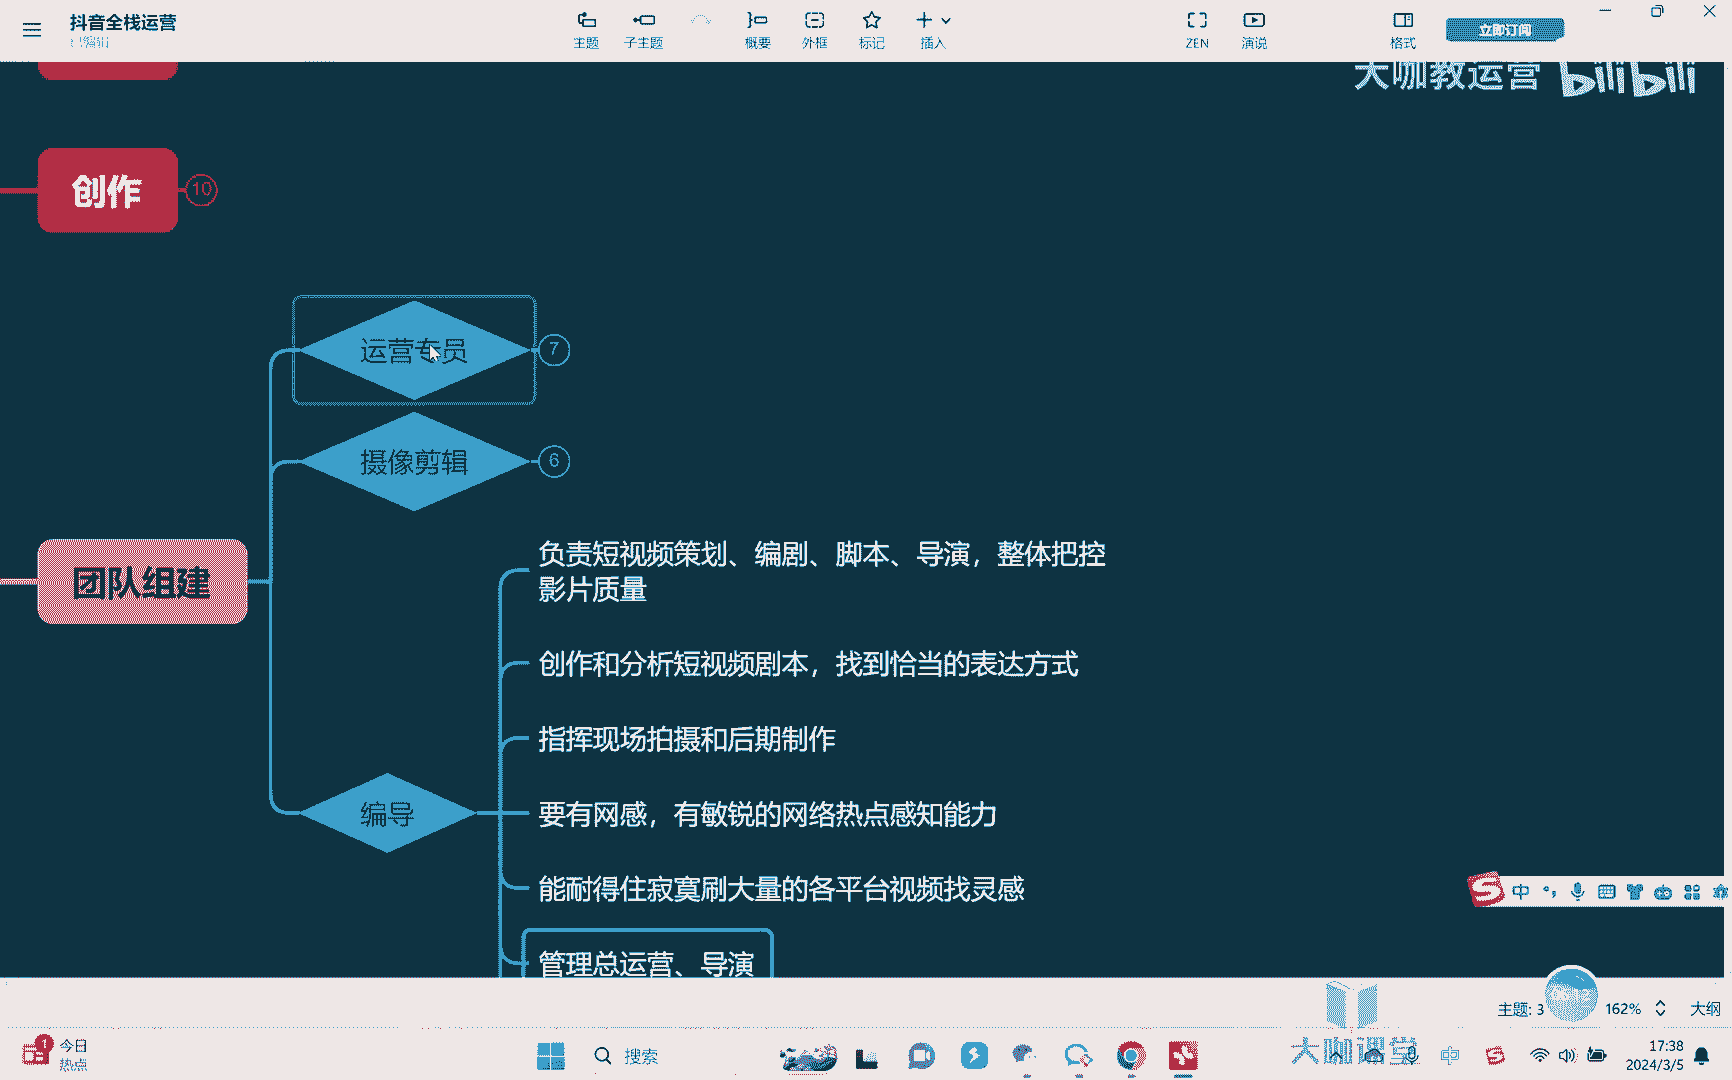 抖音全栈运营
已编辑
主题
子主题
概要
外框
标记
插入
ZEN
演说
格式
立即订阅
大咖教运营 bilibili
创作 10
运营专员 7
摄像剪辑 6
团队组建
负责短视频策划、编剧、脚本、导演，整体把控
影片质量
创作和分析短视频剧本，找到恰当的表达方式
指挥现场拍摄和后期制作
编导
要有网感，有敏锐的网络热点感知能力
能耐得住寂寞刷大量的各平台视频找灵感
管理总运营、导演
中
主题: 3
162%
大纲
1
今日
热点
搜索
大咖课堂
中
17:38
2024/3/5